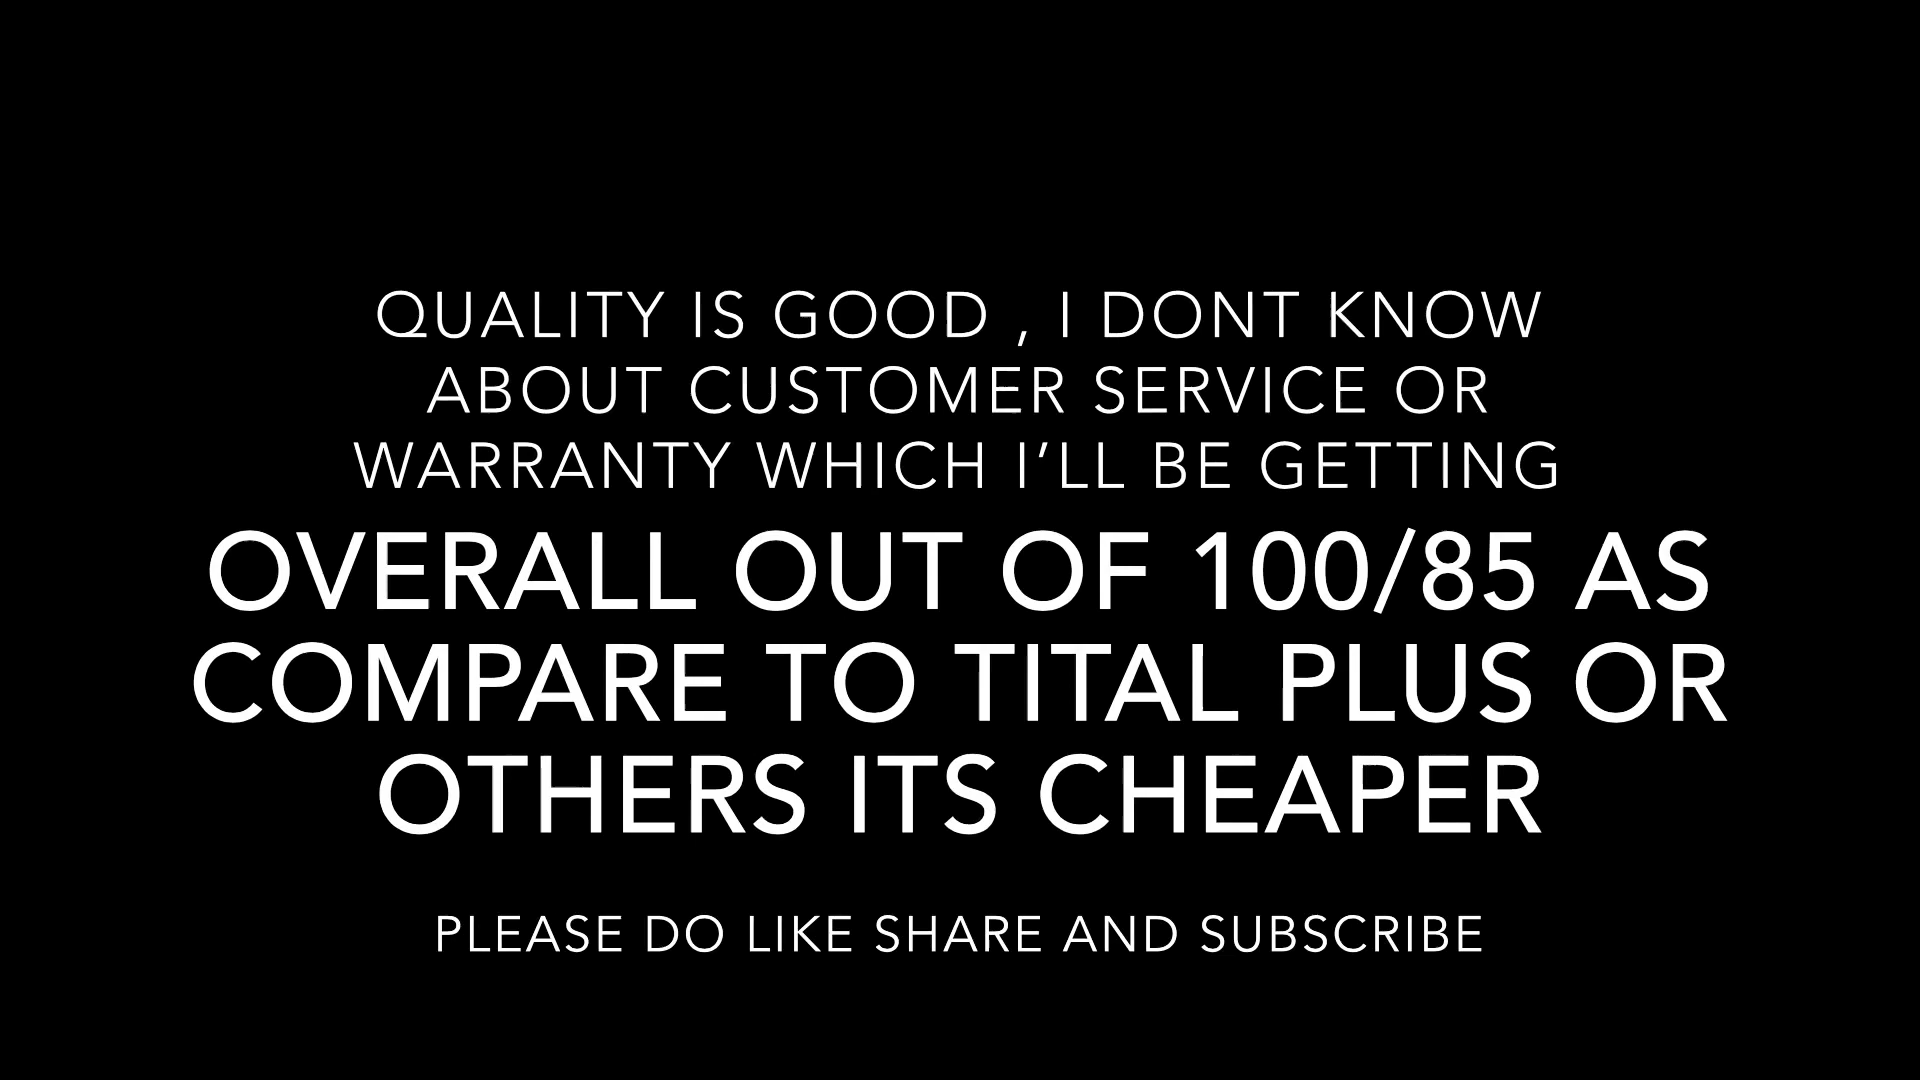 QUALITY IS GOOD , I DONT KNOW
ABOUT CUSTOMER SERVICE OR
WARRANTY WHICH I’LL BE GETTING
OVERALL OUT OF 100/85 AS
COMPARE TO TITAL PLUS OR
OTHERS ITS CHEAPER
PLEASE DO LIKE SHARE AND SUBSCRIBE